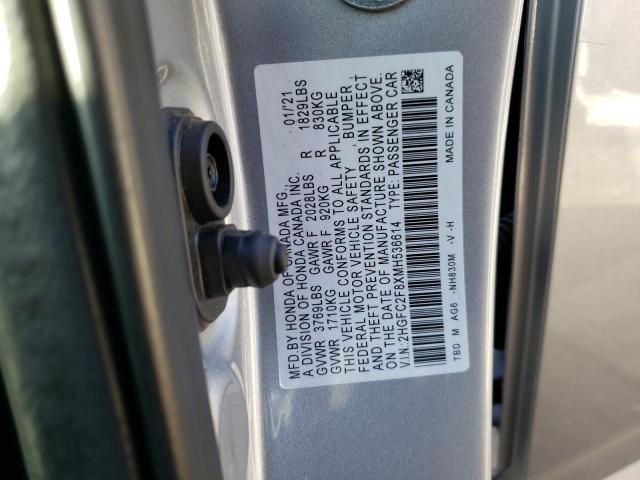 MFD. BY HONDA OF CANADA MFG. 01/21
A DIVISION OF HONDA CANADA INC.
GVWR 3769LBS GAWR F 2028LBS R 1829LBS
GVWR 1710KG GAWR F 920KG R 830KG
THIS VEHICLE CONFORMS TO ALL APPLICABLE
FEDERAL MOTOR VEHICLE SAFETY , BUMPER
AND THEFT PREVENTION STANDARDS IN EFFECT
ON THE DATE OF MANUFACTURE SHOWN ABOVE.
V.I.N.:2HGFC2F8XMH536614 TYPE:PASSENGER CAR
TBD M AG6 -NH830M -V -H MADE IN CANADA